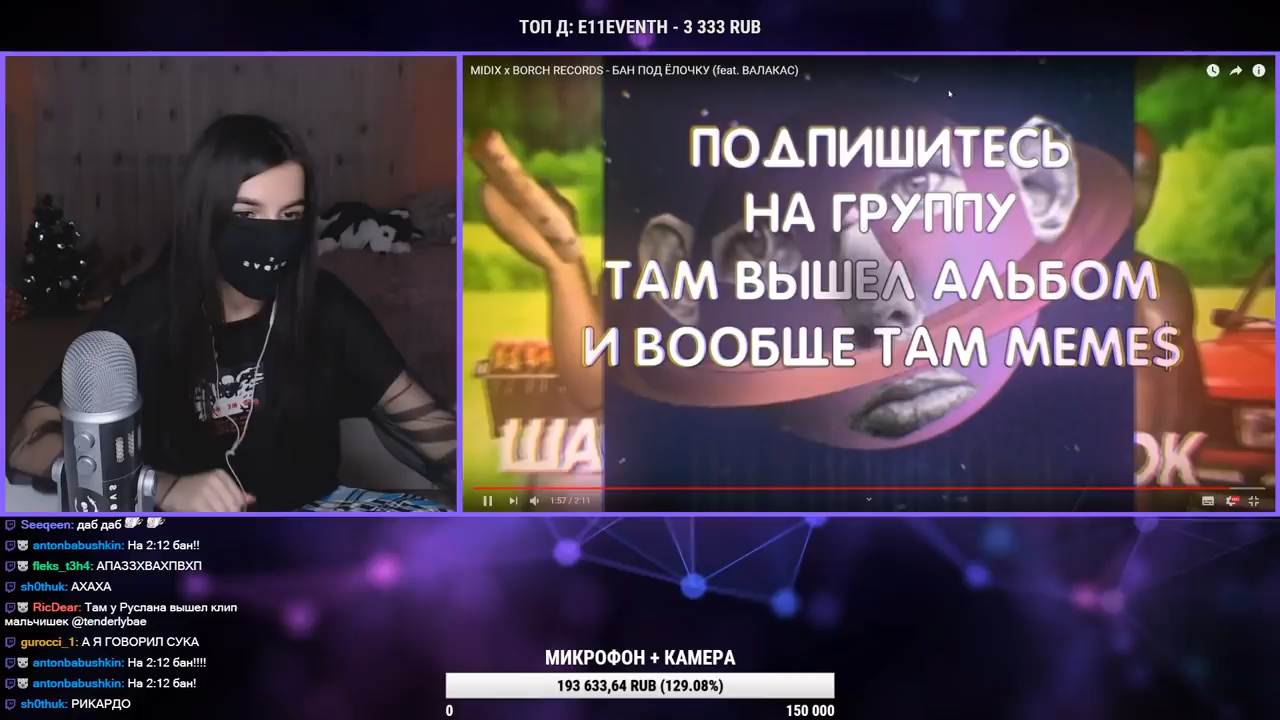 ТОП Д: E11EVENTH - 3 333 RUB
MIDIX x BORCH RECORDS - БАН ПОД ЁЛОЧКУ (feat. ВАЛАКАС)
ПОДПИШИТЕСЬ
НА ГРУППУ
ТАМ ВЫШЕЛ АЛЬБОМ
И ВООБЩЕ ТАМ МЕМЕ$
1:57 / 2:11
Seeqeen: даб даб
antonbabushkin: На 2:12 бан!!
fleks_t3h4: АПАЗЗХВАХПВХП
sh0thuk: АХАХА
RicDear: Там у Руслана вышел клип
мальчишек @tenderlybae
gurocci_1: А Я ГОВОРИЛ СУКА
antonbabushkin: На 2:12 бан!!!!
antonbabushkin: На 2:12 бан!
sh0thuk: РИКАРДО
МИКРОФОН + КАМЕРА
193 633,64 RUB (129.08%)
0 150 000